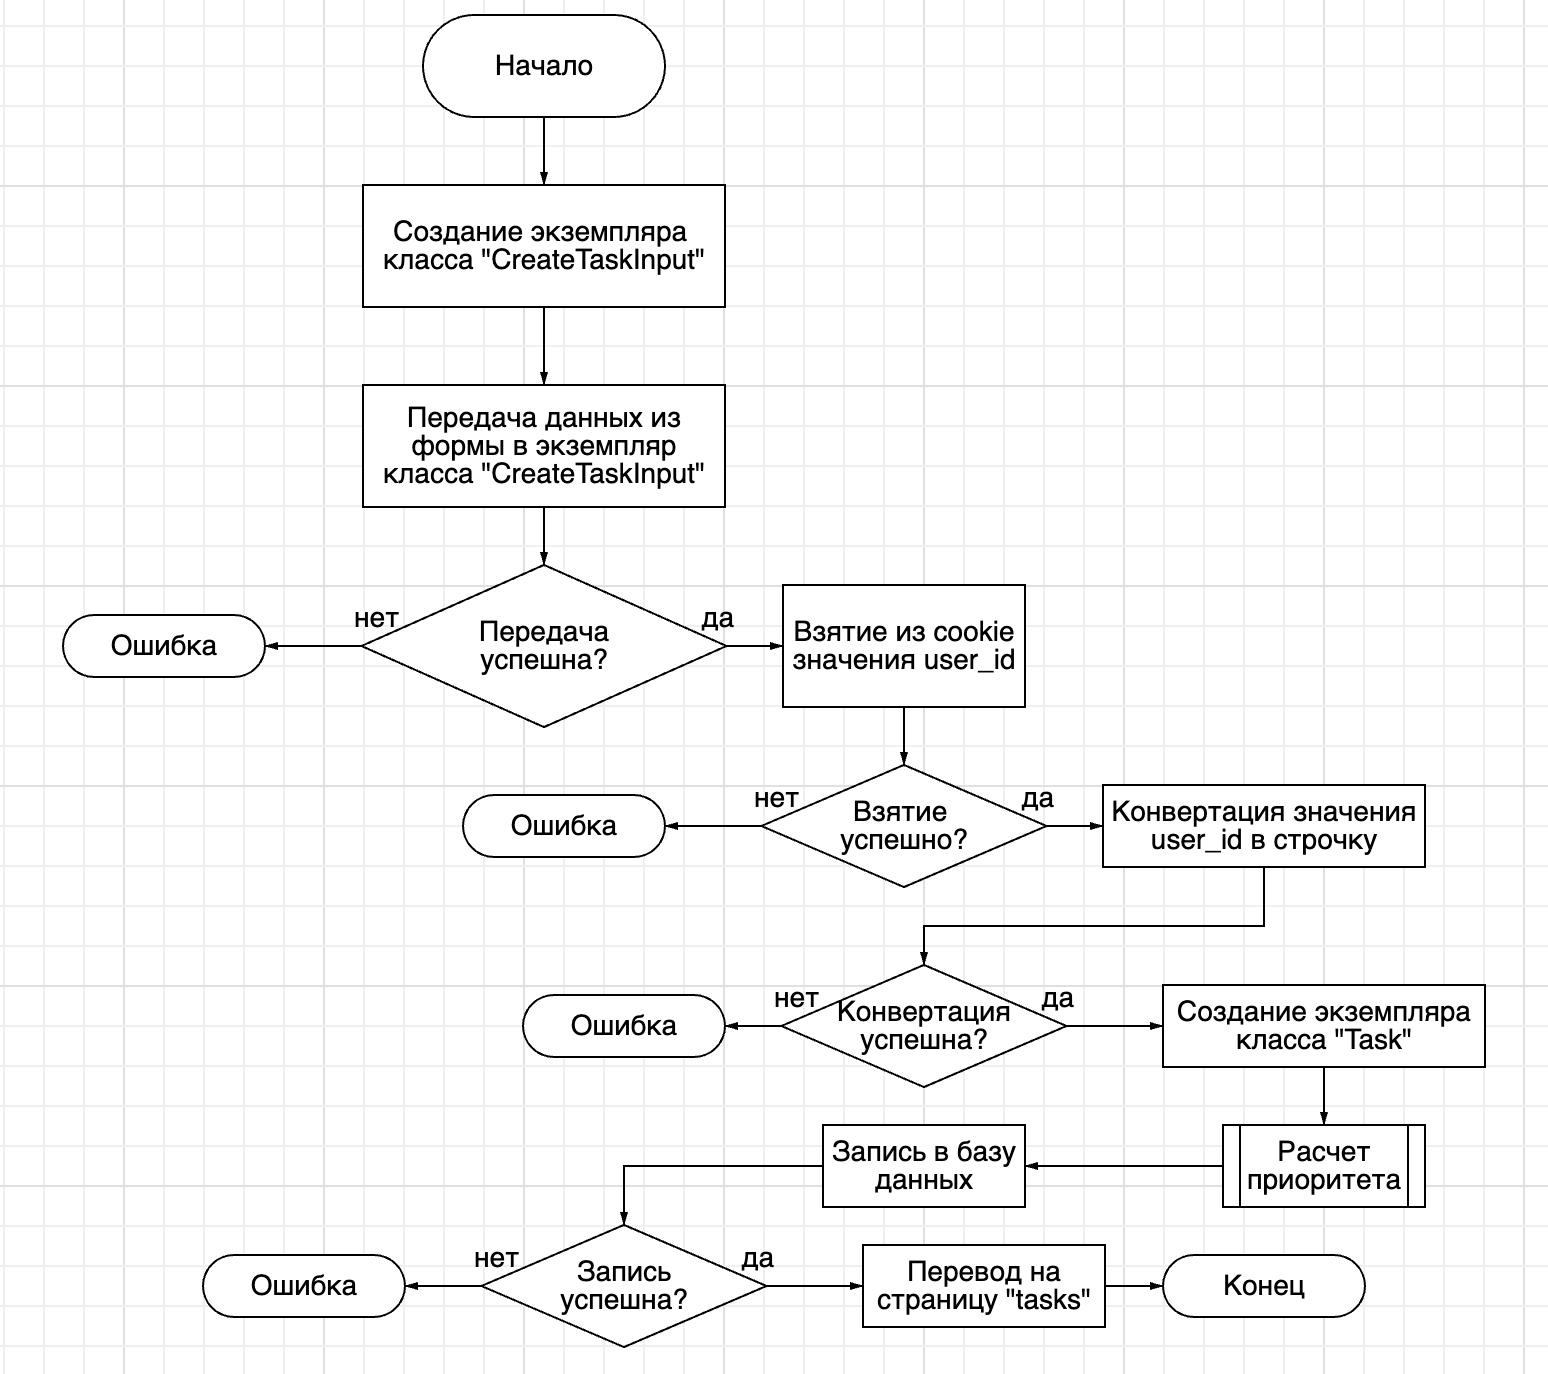 Начало
Создание экземпляра
класса "CreateTaskInput"
Передача данных из
формы в экземпляр
класса "CreateTaskInput"
нет
да
Ошибка
Передача
успешна?
Взятие из cookie
значения user_id
нет
да
Ошибка
Взятие
успешно?
Конвертация значения
user_id в строчку
нет
да
Ошибка
Конвертация
успешна?
Создание экземпляра
класса "Task"
Запись в базу
данных
Расчет
приоритета
нет
да
Ошибка
Запись
успешна?
Перевод на
страницу "tasks"
Конец